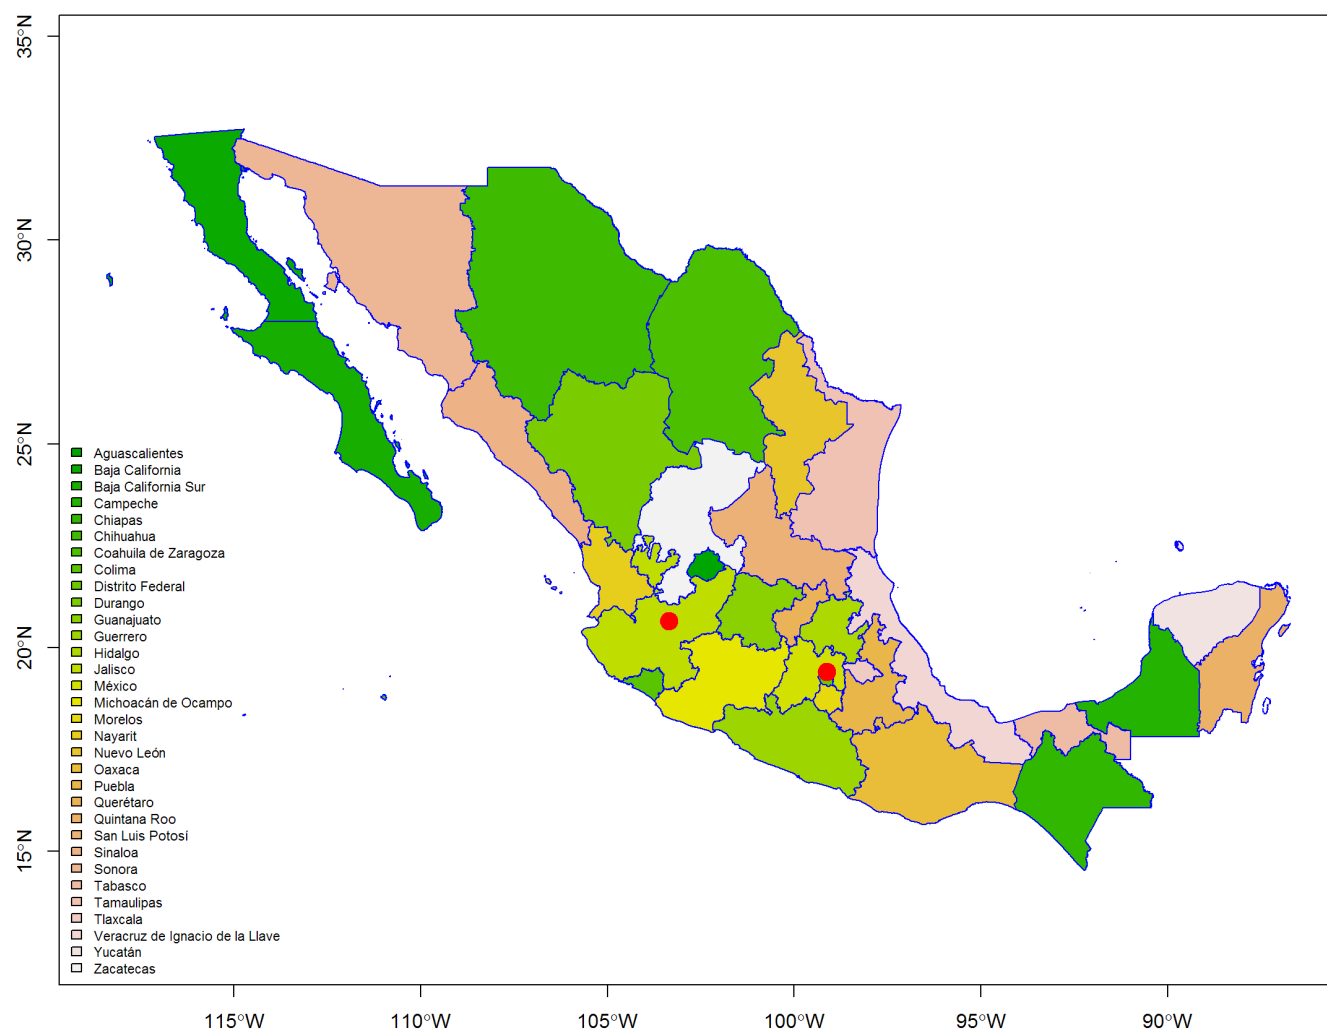 35°N
30°N
25°N
20°N
15°N
Aguascalientes
Baja California
Baja California Sur
Campeche
Chiapas
Chihuahua
Coahuila de Zaragoza
Colima
Distrito Federal
Durango
Guanajuato
Guerrero
Hidalgo
Jalisco
México
Michoacán de Ocampo
Morelos
Nayarit
Nuevo León
Oaxaca
Puebla
Querétaro
Quintana Roo
San Luis Potosí
Sinaloa
Sonora
Tabasco
Tamaulipas
Tlaxcala
Veracruz de Ignacio de la Llave
Yucatán
Zacatecas
115°W 110°W 105°W 100°W 95°W 90°W